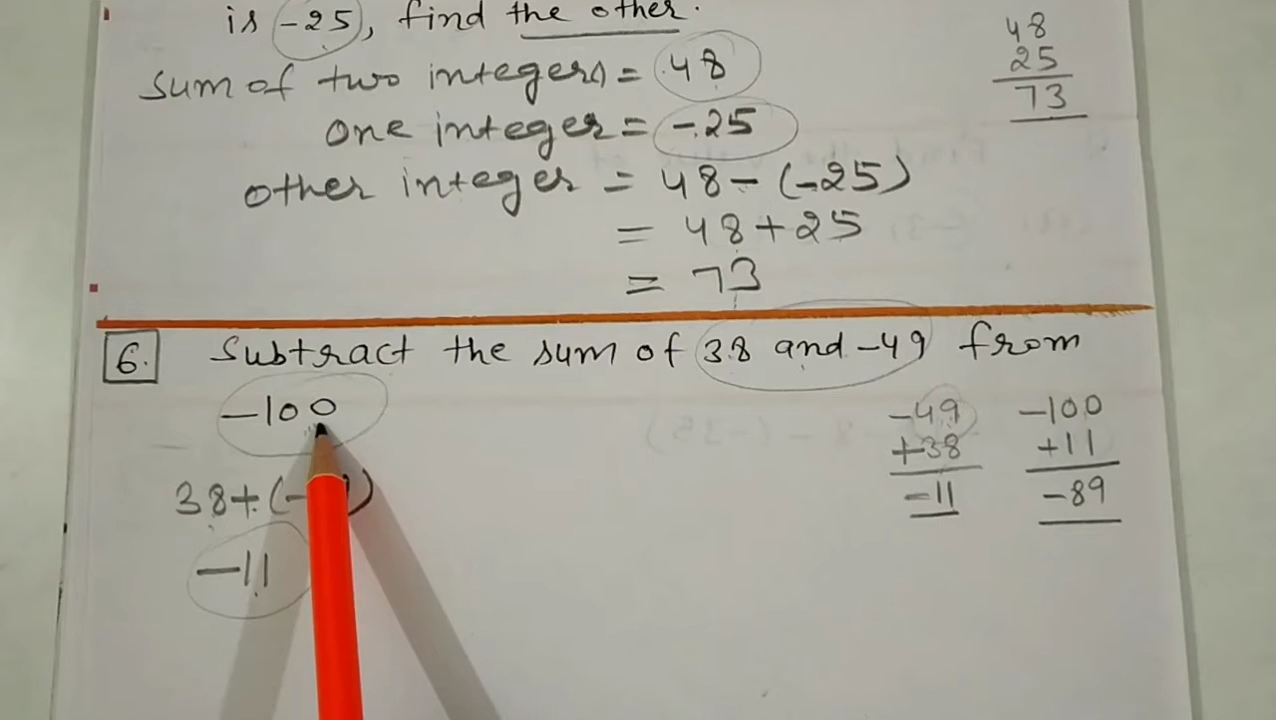 is -25, find the other.
sum of two integers = 48
one integer = -25
other integer = 48 - (-25)
= 48 + 25
= 73
48
25
73
6. Subtract the sum of 38 and -49 from
-100
38 + (-
-11
-49
+38
-11
-100
+11
-89